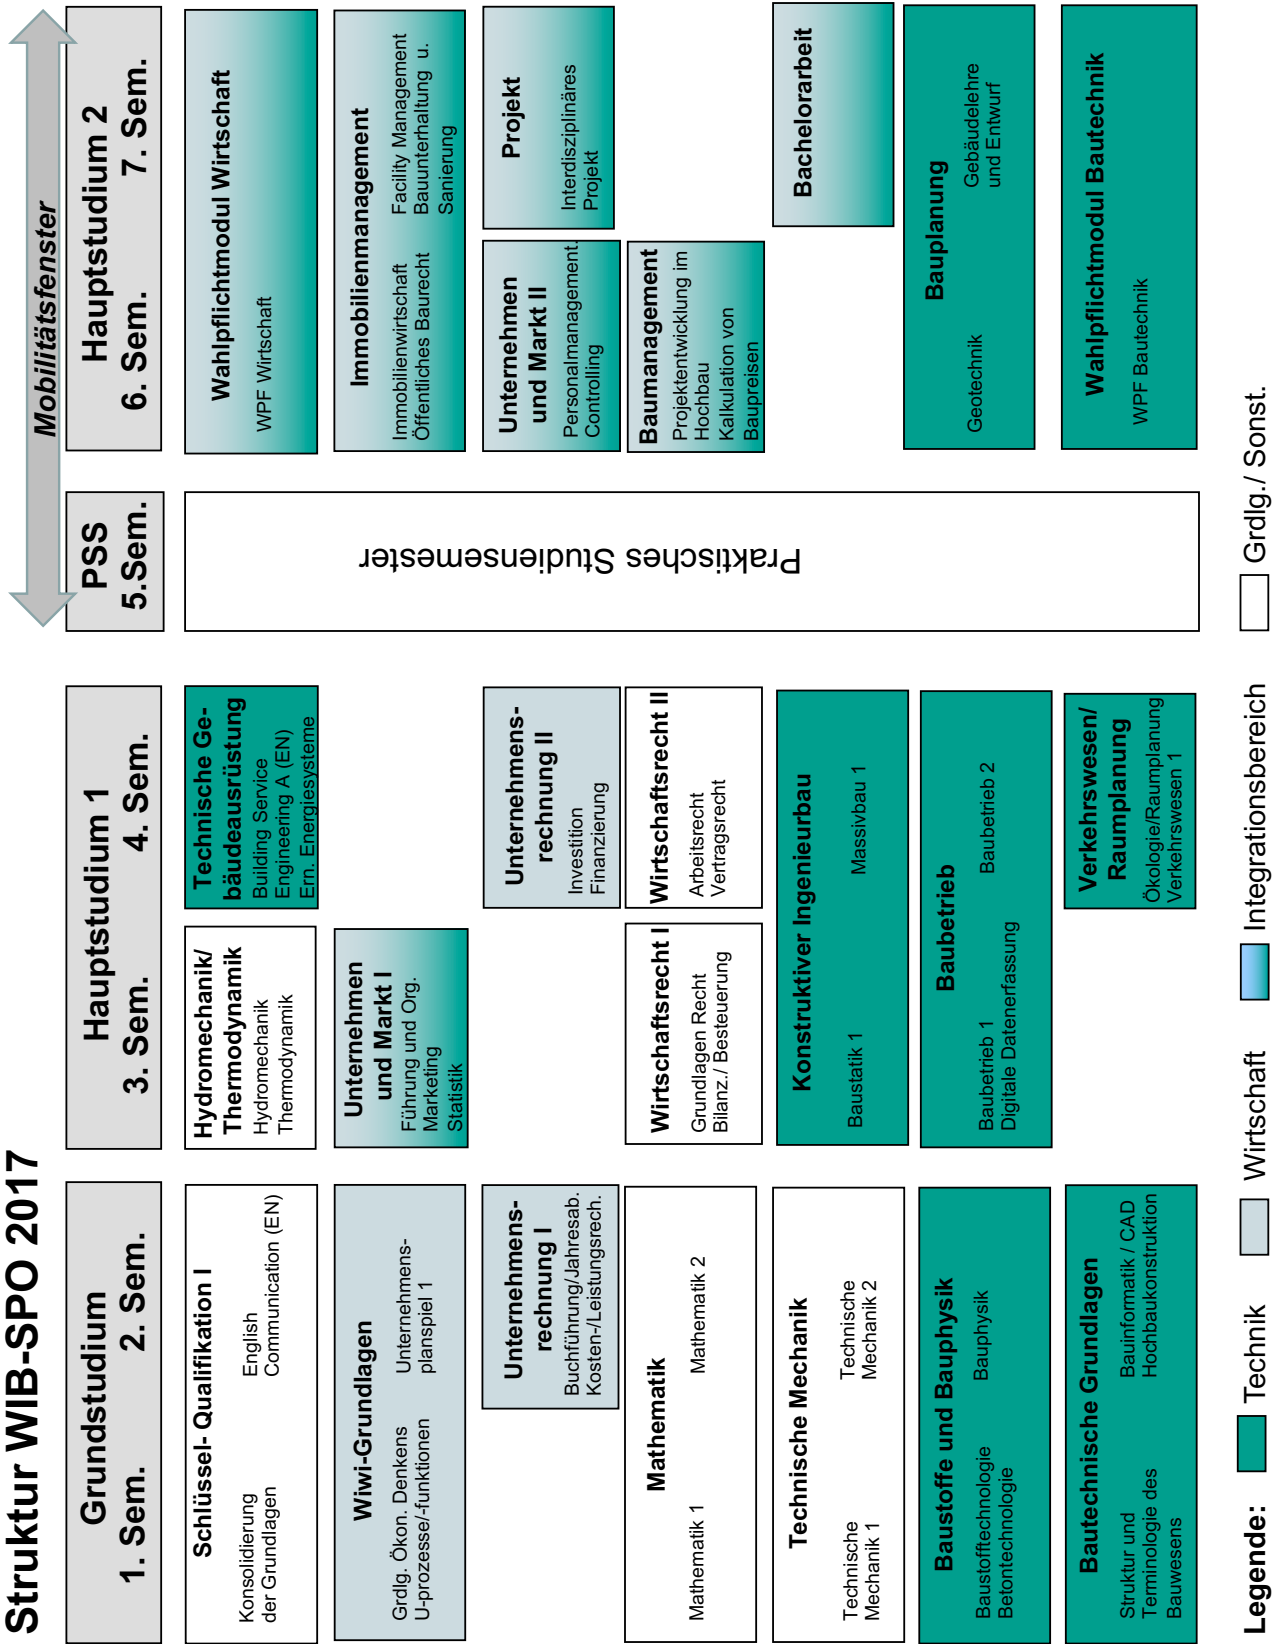 Struktur WIB-SPO 2017
Mobilitätsfenster
Grundstudium
1. Sem.
2. Sem.
Hauptstudium 1
3. Sem.
4. Sem.
PSS
5.Sem.
Hauptstudium 2
6. Sem.
7. Sem.
Schlüssel- Qualifikation I
Konsolidierung
der Grundlagen
English
Communication (EN)
Hydromechanik/
Thermodynamik
Hydromechanik
Thermodynamik
Technische Ge-
bäudeausrüstung
Building Service
Engineering A (EN)
Ern. Energiesysteme
Praktisches Studiensemester
Wahlpflichtmodul Wirtschaft
WPF Wirtschaft
Wiwi-Grundlagen
Grdlg. Ökon. Denkens
U-prozesse/-funktionen
Unternehmens-
planspiel 1
Unternehmen
und Markt I
Führung und Org.
Marketing
Statistik
Immobilienmanagement
Immobilienwirtschaft
Öffentliches Baurecht
Facility Management
Bauunterhaltung u.
Sanierung
Unternehmens-
rechnung I
Buchführung/Jahresab.
Kosten-/Leistungsrech.
Unternehmens-
rechnung II
Investition
Finanzierung
Unternehmen
und Markt II
Personalmanagement.
Controlling
Projekt
Interdisziplinäres
Projekt
Mathematik
Mathematik 1
Mathematik 2
Wirtschaftsrecht I
Grundlagen Recht
Bilanz./ Besteuerung
Wirtschaftsrecht II
Arbeitsrecht
Vertragsrecht
Baumanagement
Projektentwicklung im
Hochbau
Kalkulation von
Baupreisen
Technische Mechanik
Technische
Mechanik 1
Technische
Mechanik 2
Konstruktiver Ingenieurbau
Baustatik 1
Massivbau 1
Bachelorarbeit
Baustoffe und Bauphysik
Baustofftechnologie
Betontechnologie
Bauphysik
Baubetrieb
Baubetrieb 1
Digitale Datenerfassung
Baubetrieb 2
Bauplanung
Geotechnik
Gebäudelehre
und Entwurf
Bautechnische Grundlagen
Struktur und
Terminologie des
Bauwesens
Bauinformatik / CAD
Hochbaukonstruktion
Verkehrswesen/
Raumplanung
Ökologie/Raumplanung
Verkehrswesen 1
Wahlpflichtmodul Bautechnik
WPF Bautechnik
Legende:
Technik
Wirtschaft
Integrationsbereich
Grdlg./ Sonst.